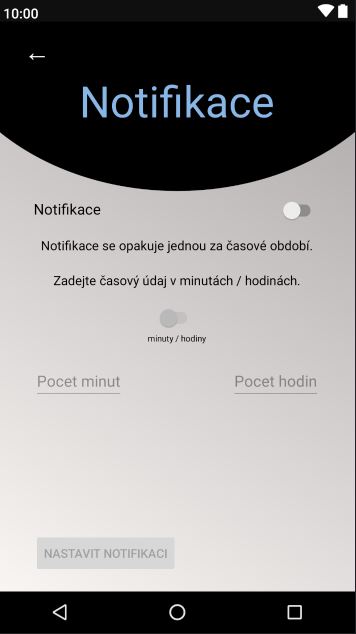 10:00
Notifikace
Notifikace
Notifikace se opakuje jednou za časové období.
Zadejte časový údaj v minutách / hodinách.
minuty / hodiny
Pocet minut
Pocet hodin
NASTAVIT NOTIFIKACI